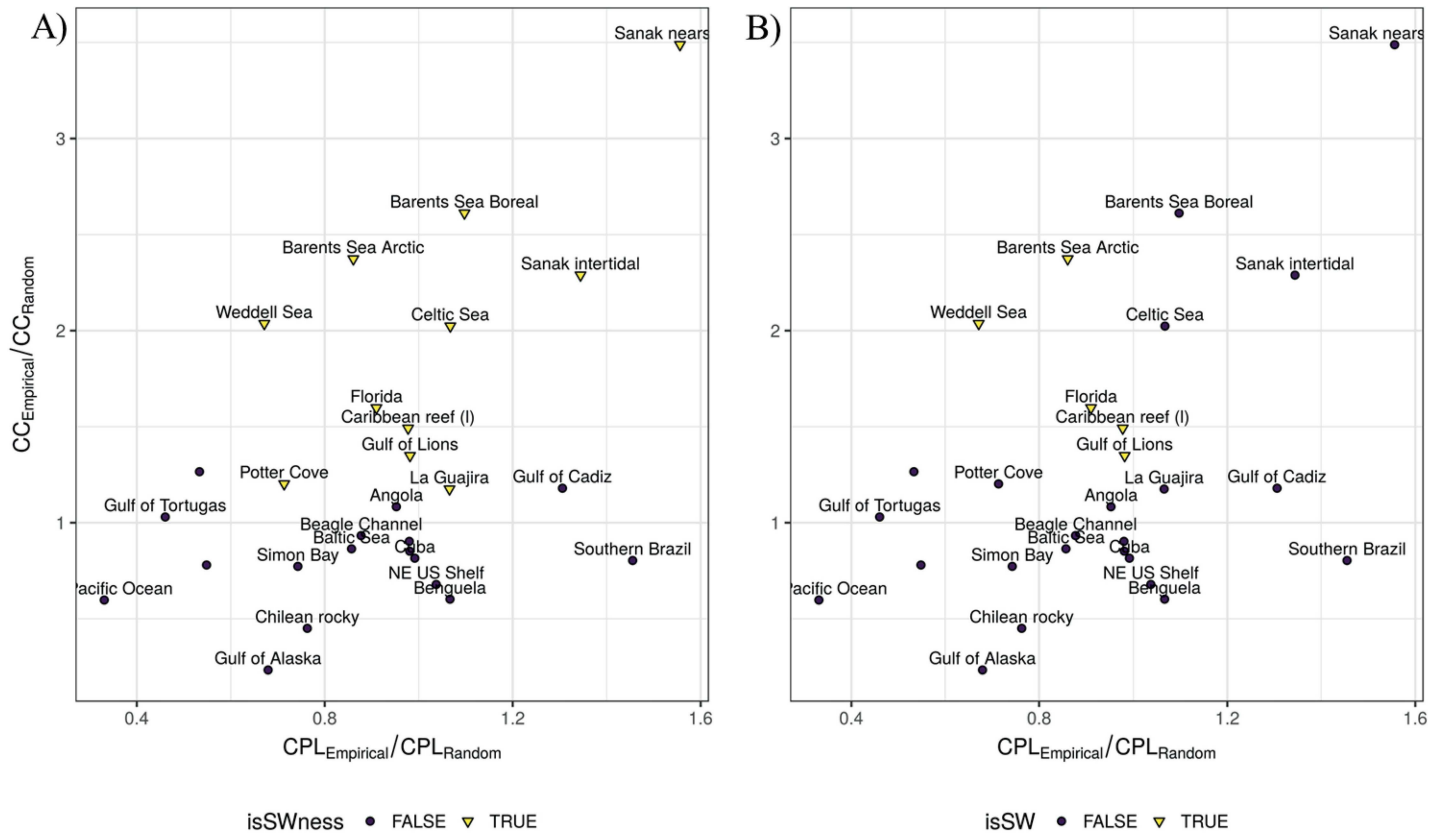 A)
CC_Empirical/CC_Random
3
2
1
Sanak nears
Barents Sea Boreal
Barents Sea Arctic
Sanak intertidal
Weddell Sea
Celtic Sea
Florida
Caribbean reef (l)
Gulf of Lions
Potter Cove
La Guajira
Gulf of Cadiz
Gulf of Tortugas
Angola
Beagle Channel
Baltic Sea
Cuba
Simon Bay
Southern Brazil
NE US Shelf
Benguela
Pacific Ocean
Chilean rocky
Gulf of Alaska
0.4 0.8 1.2 1.6
CPL_Empirical/CPL_Random
isSWness FALSE TRUE
B)
3
2
1
Sanak nears
Barents Sea Boreal
Barents Sea Arctic
Sanak intertidal
Weddell Sea
Celtic Sea
Florida
Caribbean reef (l)
Gulf of Lions
Potter Cove
La Guajira
Gulf of Cadiz
Gulf of Tortugas
Angola
Beagle Channel
Baltic Sea
Cuba
Simon Bay
Southern Brazil
NE US Shelf
Benguela
Pacific Ocean
Chilean rocky
Gulf of Alaska
0.4 0.8 1.2 1.6
CPL_Empirical/CPL_Random
isSW FALSE TRUE